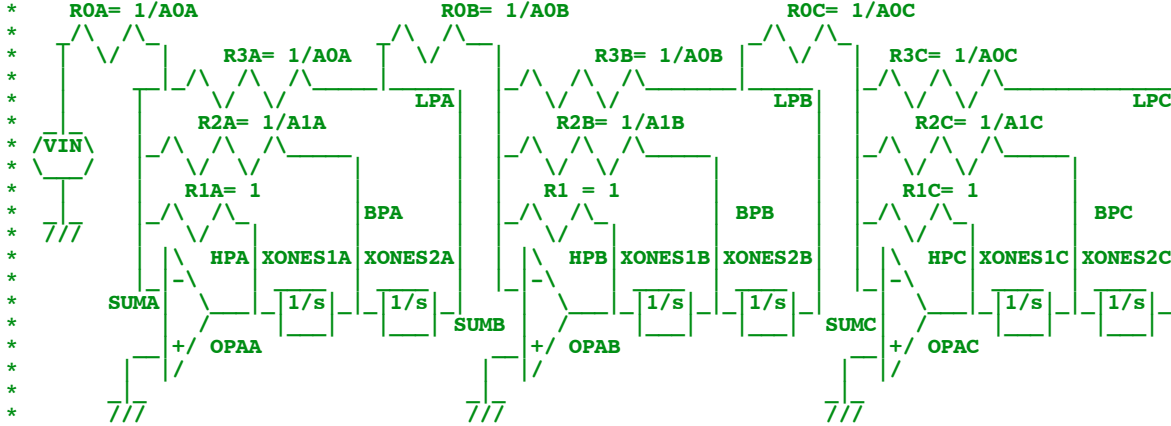 * R0A= 1/A0A R0B= 1/A0B R0C= 1/A0C
*
* R3A= 1/A0A R3B= 1/A0B R3C= 1/A0C
*
* LPA LPB LPC
* R2A= 1/A1A R2B= 1/A1B R2C= 1/A1C
* VIN
*
* R1A= 1 R1 = 1 R1C= 1
* BPA BPB BPC
* ///
* HPA XONES1A XONES2A HPB XONES1B XONES2B HPC XONES1C XONES2C
* -  -  -
* SUMA 1/s 1/s 1/s 1/s 1/s 1/s
* SUMB SUMC
* + OPAA + OPAB + OPAC
*
*
* /// /// ///